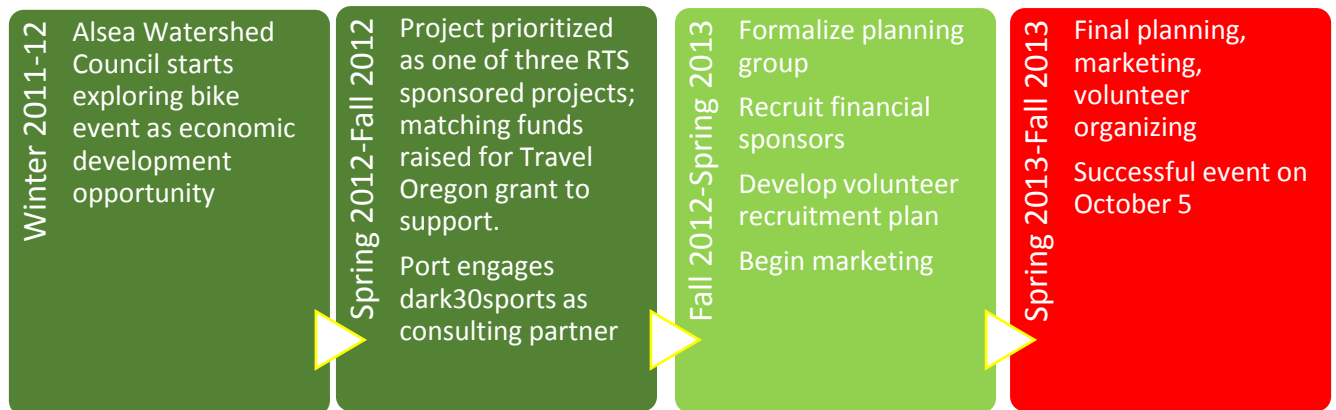 Winter 2011-12
Alsea Watershed
Council starts
exploring bike
event as economic
development
opportunity
Spring 2012-Fall 2012
Project prioritized
as one of three RTS
sponsored projects;
matching funds
raised for Travel
Oregon grant to
support.
Port engages
dark30sports as
consulting partner
Fall 2012-Spring 2013
Formalize planning
group
Recruit financial
sponsors
Develop volunteer
recruitment plan
Begin marketing
Spring 2013-Fall 2013
Final planning,
marketing,
volunteer
organizing
Successful event on
October 5